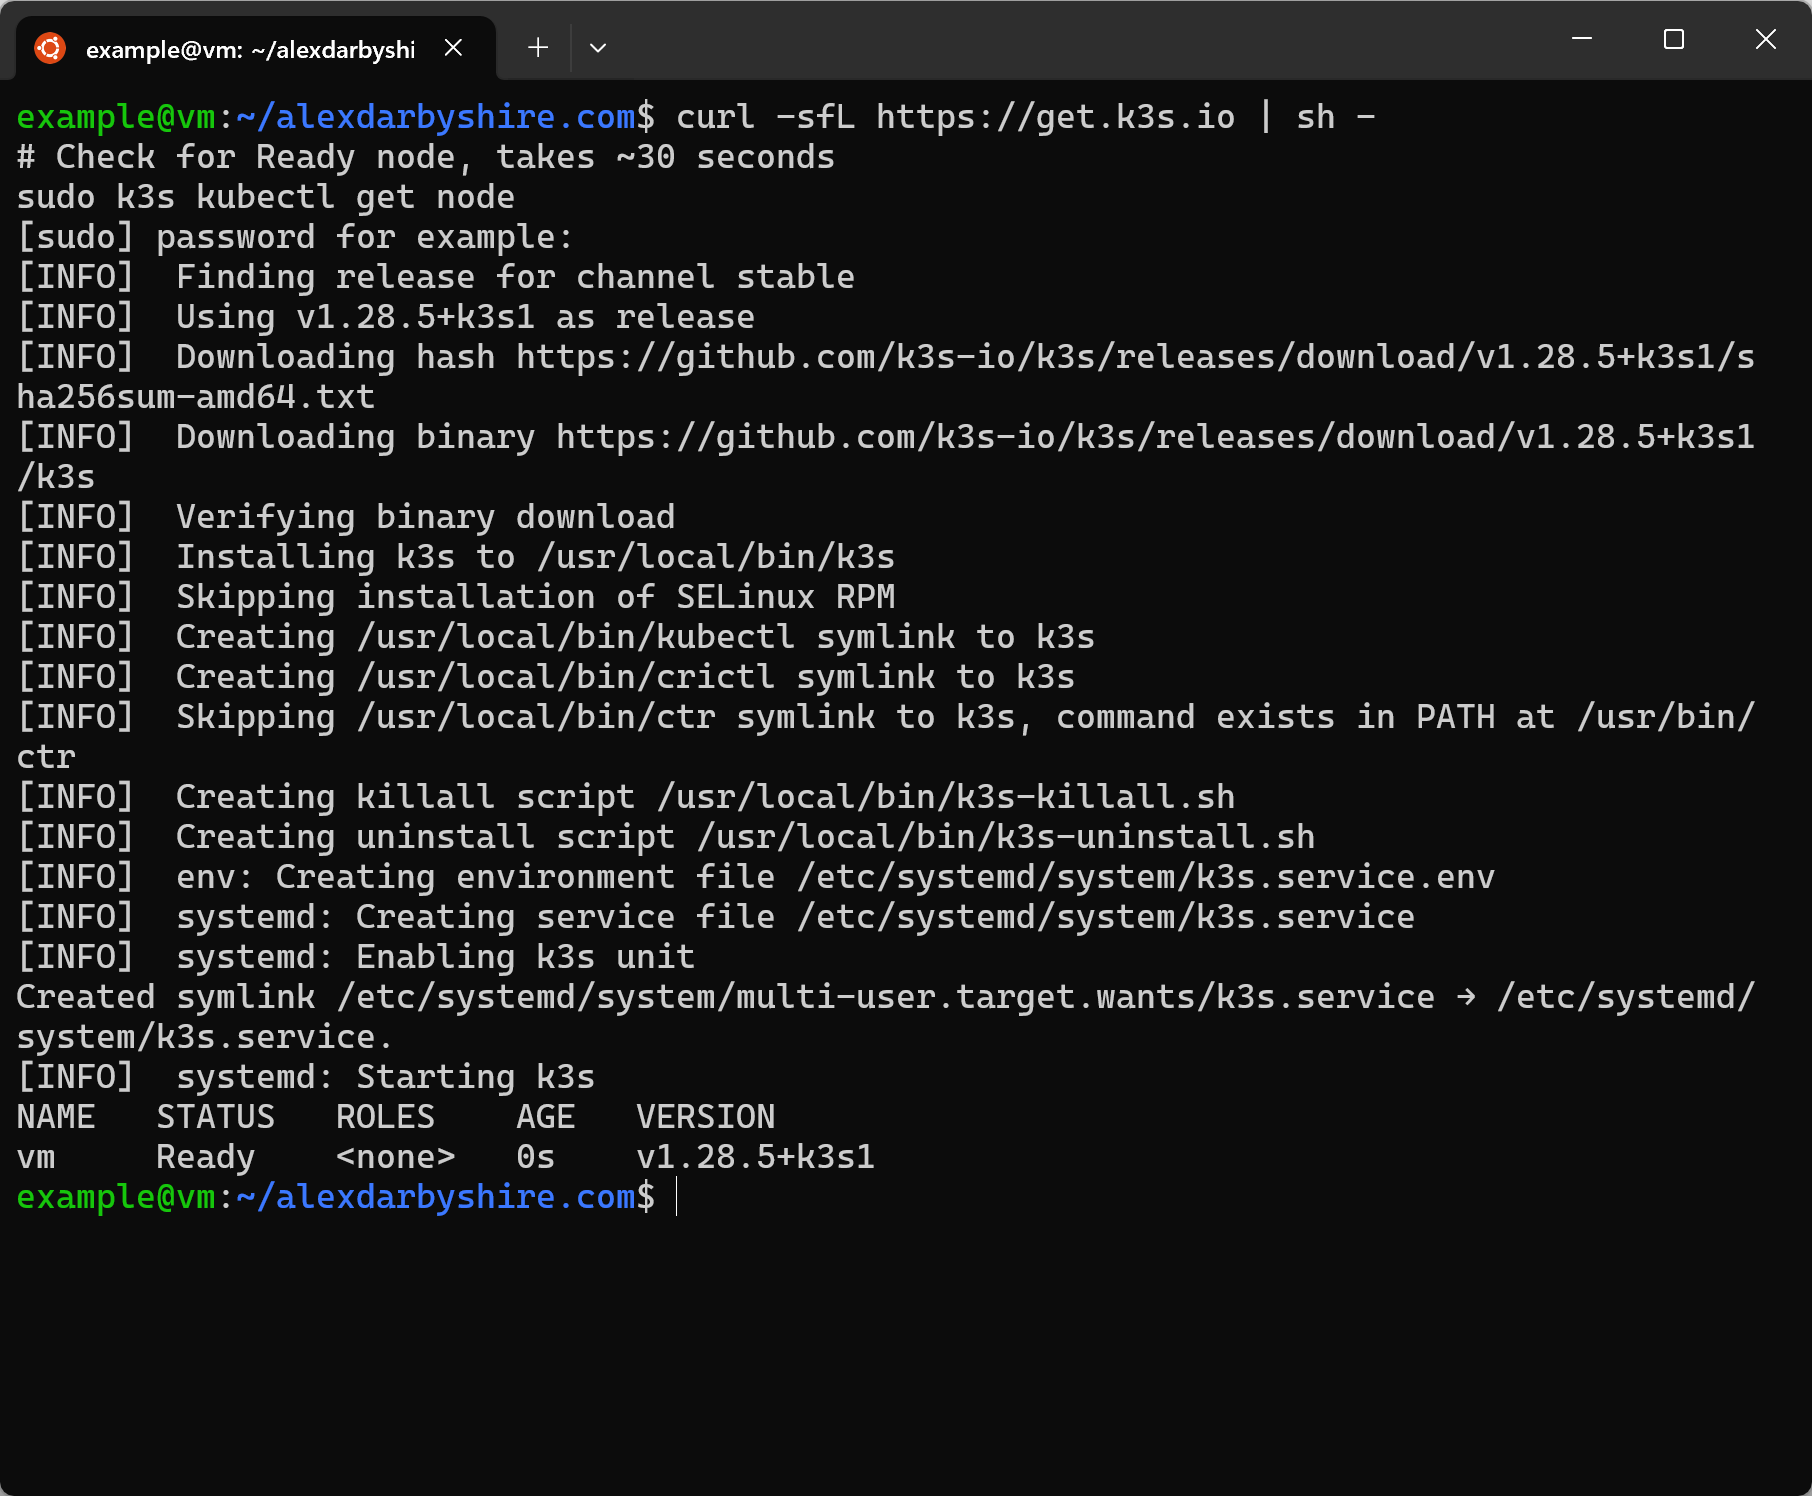 example@vm: ~/alexdarbyshi
example@vm:~/alexdarbyshire.com$ curl -sfL https://get.k3s.io | sh -
# Check for Ready node, takes ~30 seconds
sudo k3s kubectl get node
[sudo] password for example:
[INFO]  Finding release for channel stable
[INFO]  Using v1.28.5+k3s1 as release
[INFO]  Downloading hash https://github.com/k3s-io/k3s/releases/download/v1.28.5+k3s1/s
ha256sum-amd64.txt
[INFO]  Downloading binary https://github.com/k3s-io/k3s/releases/download/v1.28.5+k3s1
/k3s
[INFO]  Verifying binary download
[INFO]  Installing k3s to /usr/local/bin/k3s
[INFO]  Skipping installation of SELinux RPM
[INFO]  Creating /usr/local/bin/kubectl symlink to k3s
[INFO]  Creating /usr/local/bin/crictl symlink to k3s
[INFO]  Skipping /usr/local/bin/ctr symlink to k3s, command exists in PATH at /usr/bin/
ctr
[INFO]  Creating killall script /usr/local/bin/k3s-killall.sh
[INFO]  Creating uninstall script /usr/local/bin/k3s-uninstall.sh
[INFO]  env: Creating environment file /etc/systemd/system/k3s.service.env
[INFO]  systemd: Creating service file /etc/systemd/system/k3s.service
[INFO]  systemd: Enabling k3s unit
Created symlink /etc/systemd/system/multi-user.target.wants/k3s.service → /etc/systemd/
system/k3s.service.
[INFO]  systemd: Starting k3s
NAME   STATUS   ROLES    AGE   VERSION
vm     Ready    <none>   0s    v1.28.5+k3s1
example@vm:~/alexdarbyshire.com$